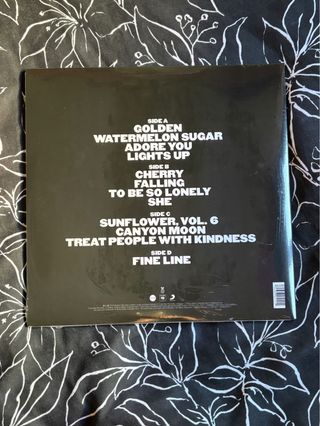 SIDE A
GOLDEN
WATERMELON SUGAR
ADORE YOU
LIGHTS UP
SIDE B
CHERRY
FALLING
TO BE SO LONELY
SHE
SIDE C
SUNFLOWER, VOL. 6
CANYON MOON
TREAT PEOPLE WITH KINDNESS
SIDE D
FINE LINE